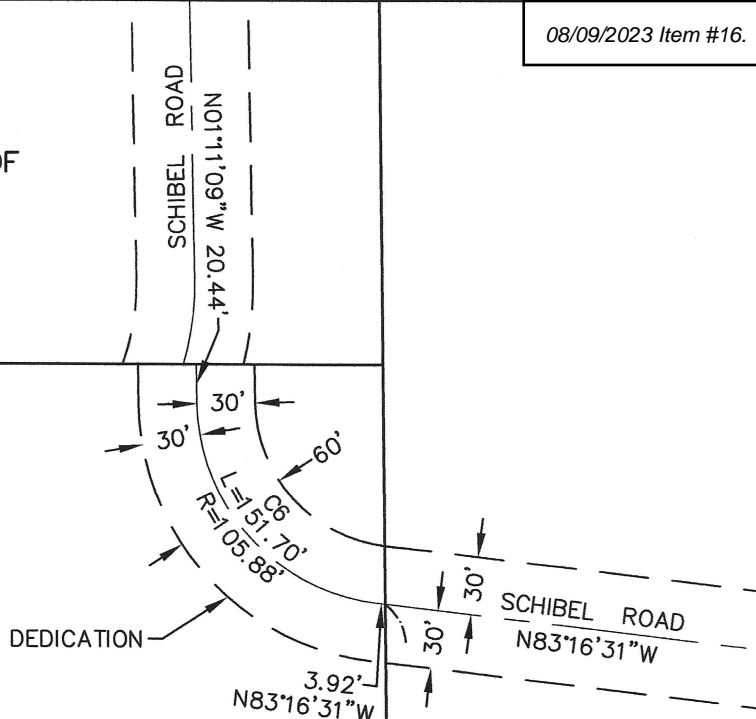 08/09/2023 Item #16.
OF
SCHIBEL ROAD
N01°11'09"W 20.44'
30'
30'
60'
C6
L=151.70'
R=105.88'
30'
SCHIBEL ROAD
N83°16'31"W
30'
DEDICATION
3.92'
N83°16'31"W